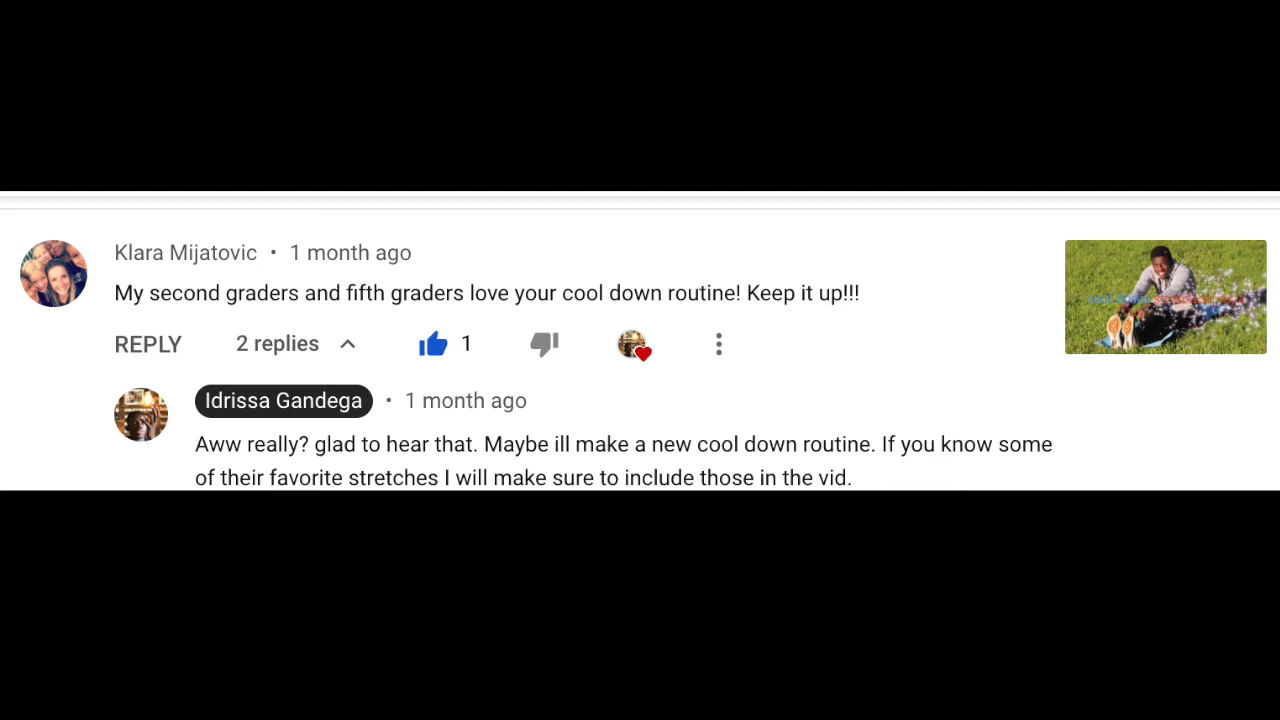 Klara Mijatovic • 1 month ago
My second graders and fifth graders love your cool down routine! Keep it up!!!
REPLY 2 replies 1
Idrissa Gandega • 1 month ago
Aww really? glad to hear that. Maybe ill make a new cool down routine. If you know some
of their favorite stretches I will make sure to include those in the vid.
cool down